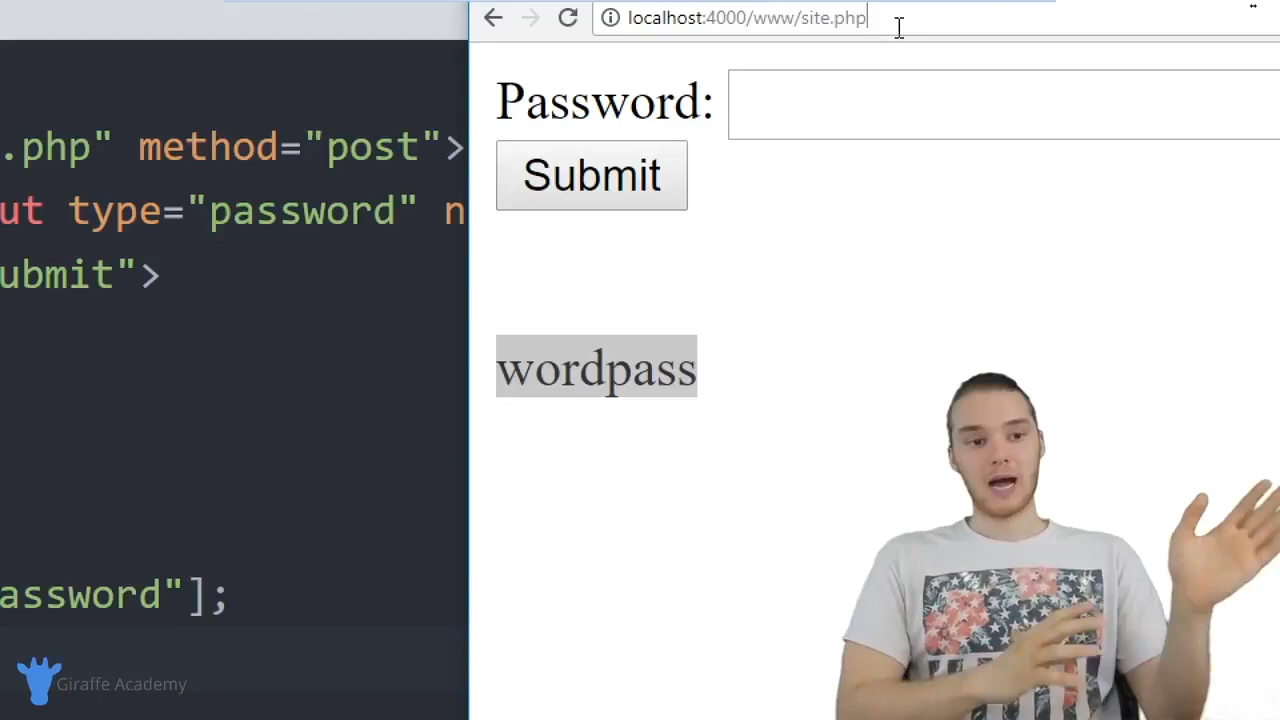 localhost:4000/www/site.php
.php" method="post">
ut type="password" n
ubmit">
assword"];
Password:
Submit
wordpass
Giraffe Academy